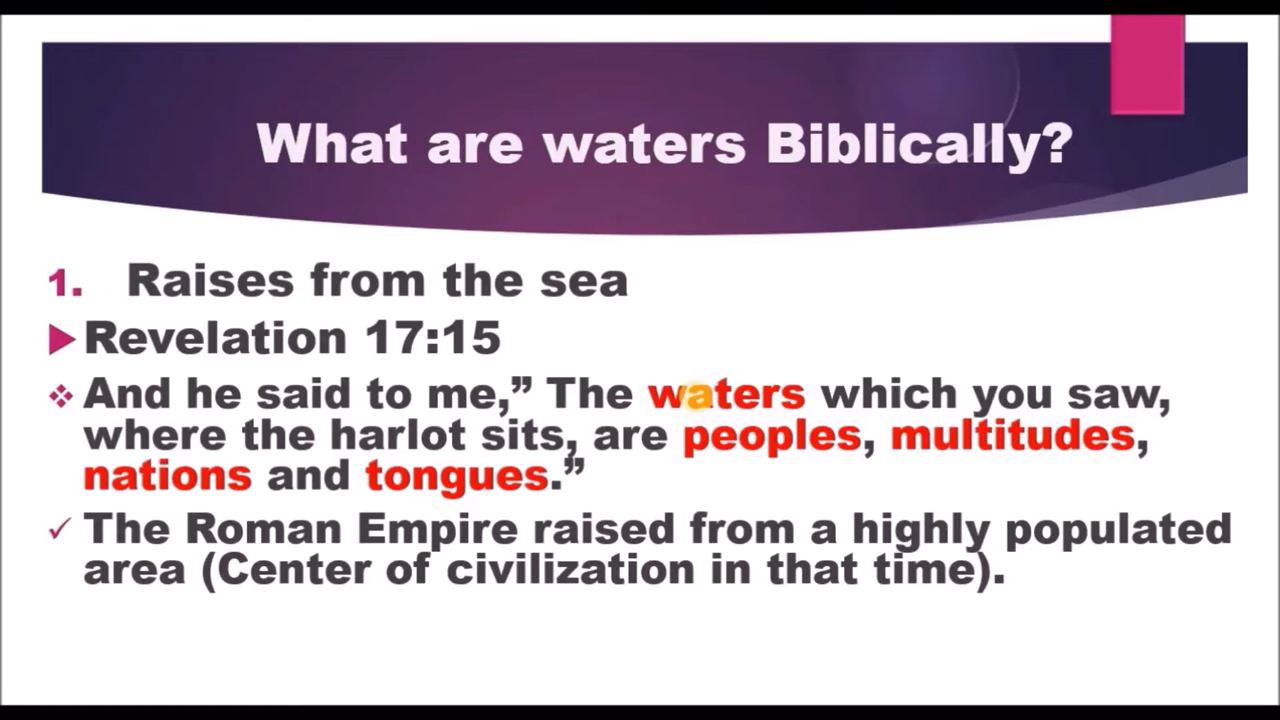 What are waters Biblically?
1. Raises from the sea
Revelation 17:15
And he said to me,” The waters which you saw,
where the harlot sits, are peoples, multitudes,
nations and tongues.”
The Roman Empire raised from a highly populated
area (Center of civilization in that time).